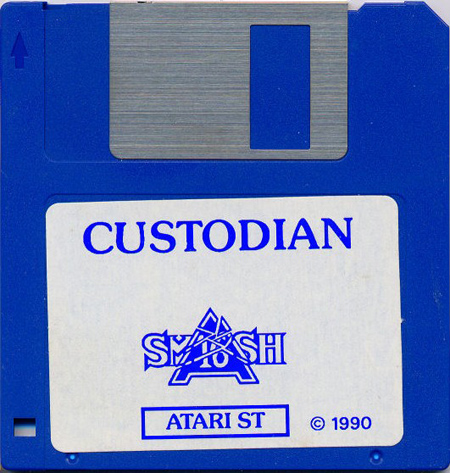 CUSTODIAN
SMASH 16
ATARI ST
© 1990